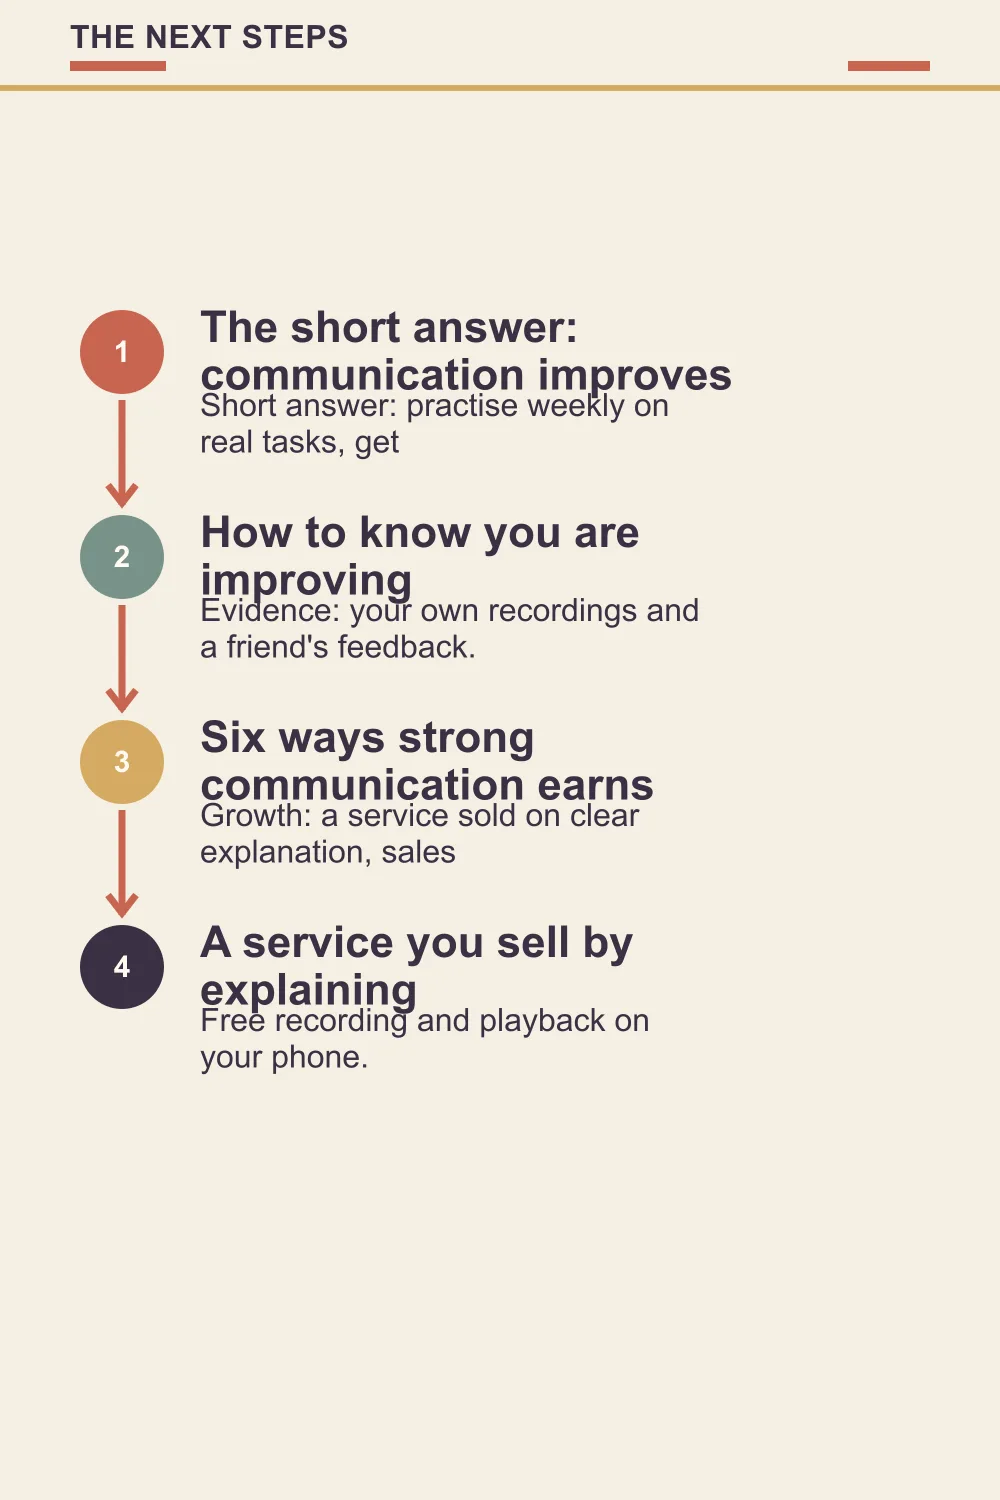 THE NEXT STEPS
1
The short answer:
communication improves
Short answer: practise weekly on
real tasks, get
2
How to know you are
improving
Evidence: your own recordings and
a friend's feedback.
3
Six ways strong
communication earns
Growth: a service sold on clear
explanation, sales
4
A service you sell by
explaining
Free recording and playback on
your phone.